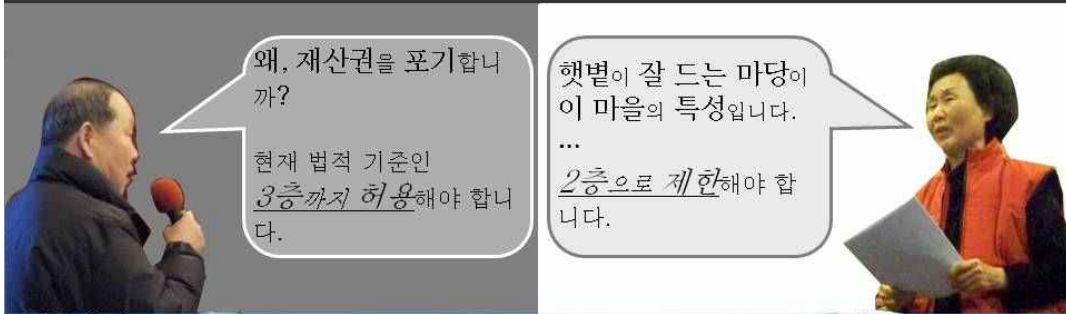 왜, 재산권을 포기합니
까?
현재 법적 기준인
3층까지 허용해야 합니
다.
햇볕이 잘 드는 마당이
이 마을의 특성입니다.
...
2층으로 제한해야 합
니다.